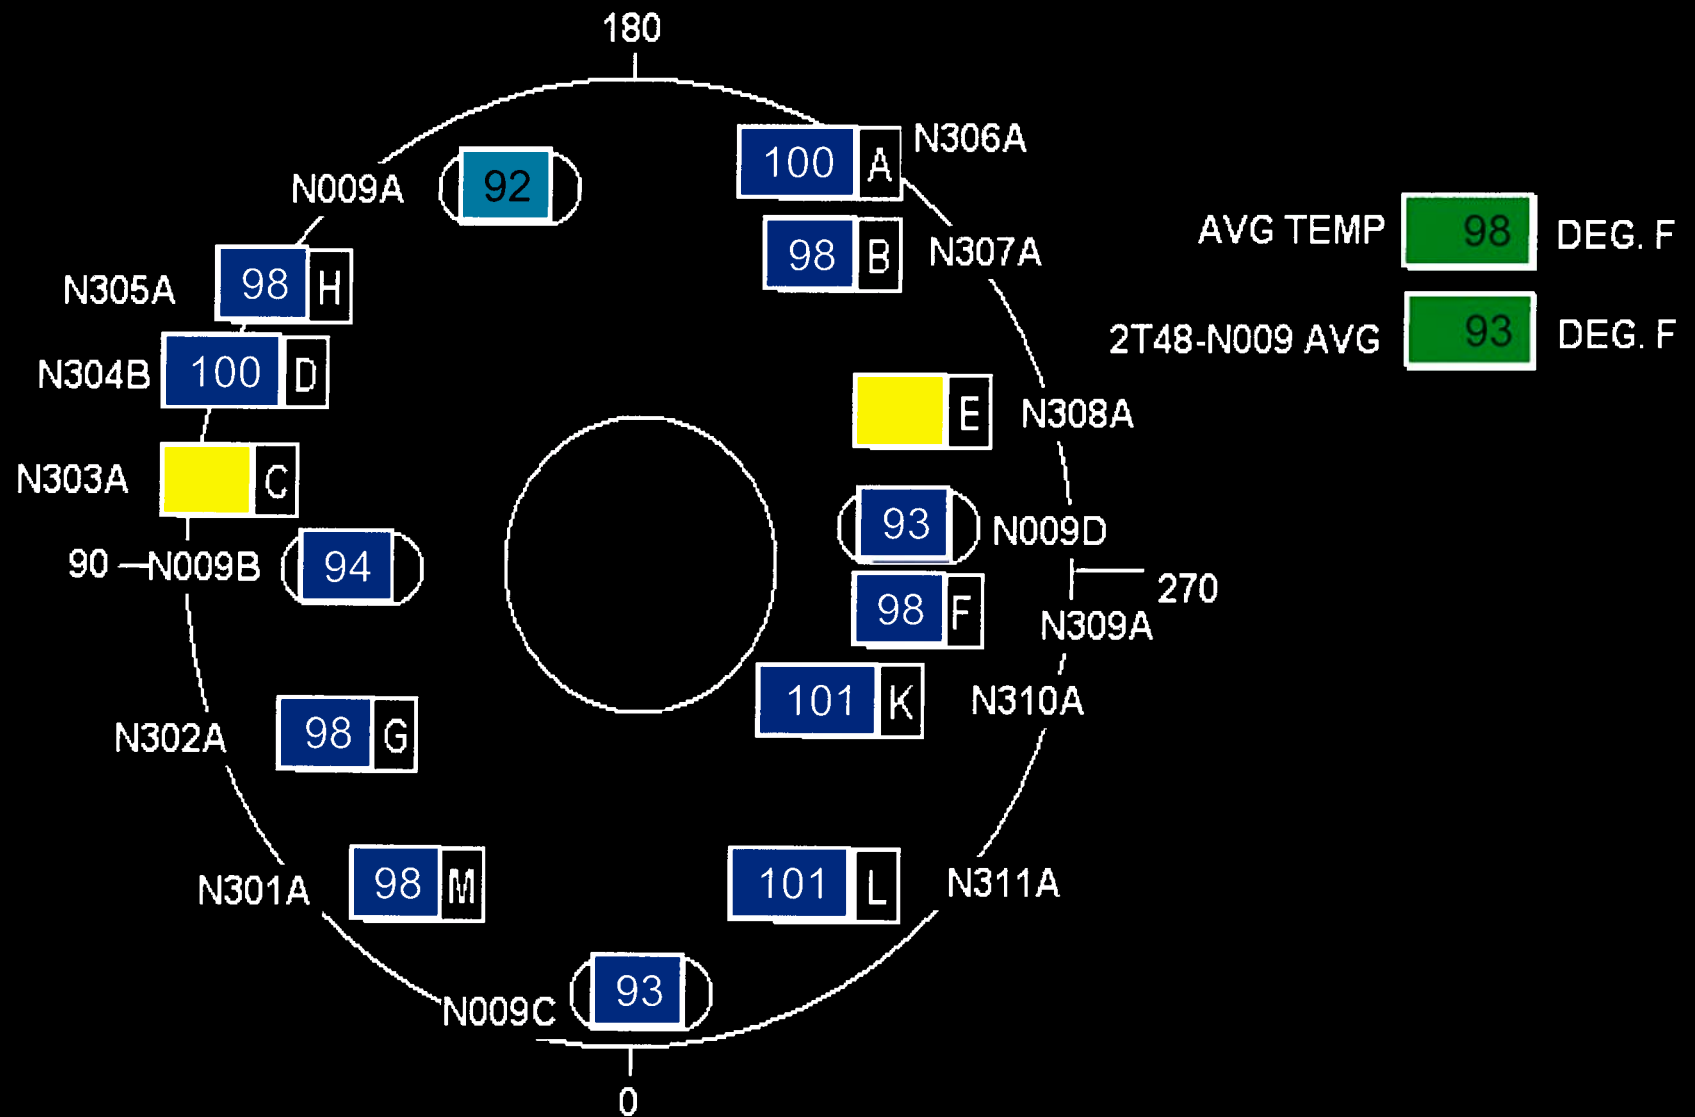 180
100 A N306A
N009A 92
98 B N307A
AVG TEMP 98 DEG. F
N305A 98 H
2T48-N009 AVG 93 DEG. F
N304B 100 D
E N308A
N303A C
93 N009D
90 N009B 94
270
98 F N309A
101 K N310A
N302A 98 G
N301A 98 M
101 L N311A
N009C 93
0